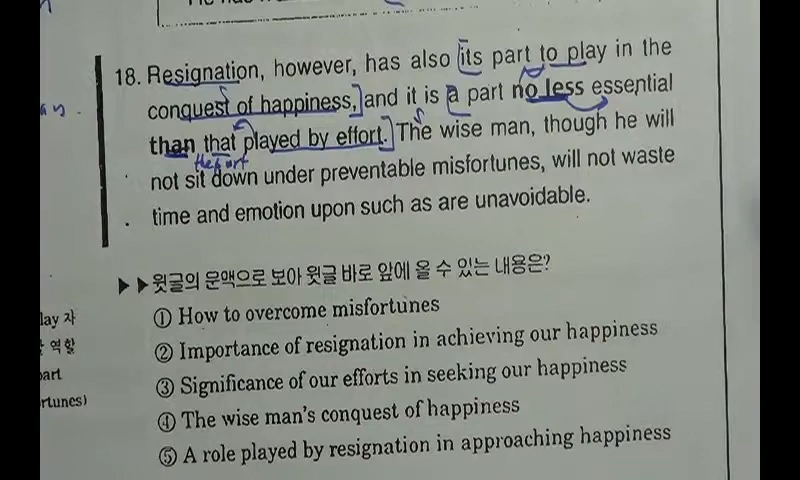 18. Resignation, however, has also its part to play in the
conquest of happiness, and it is a part no less essential
than that played by effort. The wise man, though he will
the part
not sit down under preventable misfortunes, will not waste
time and emotion upon such as are unavoidable.
▶▶윗글의 문맥으로 보아 윗글 바로 앞에 올 수 있는 내용은?
① How to overcome misfortunes
lay 자
② Importance of resignation in achieving our happiness
역할
③ Significance of our efforts in seeking our happiness
part
④ The wise man's conquest of happiness
rtunes)
⑤ A role played by resignation in approaching happiness